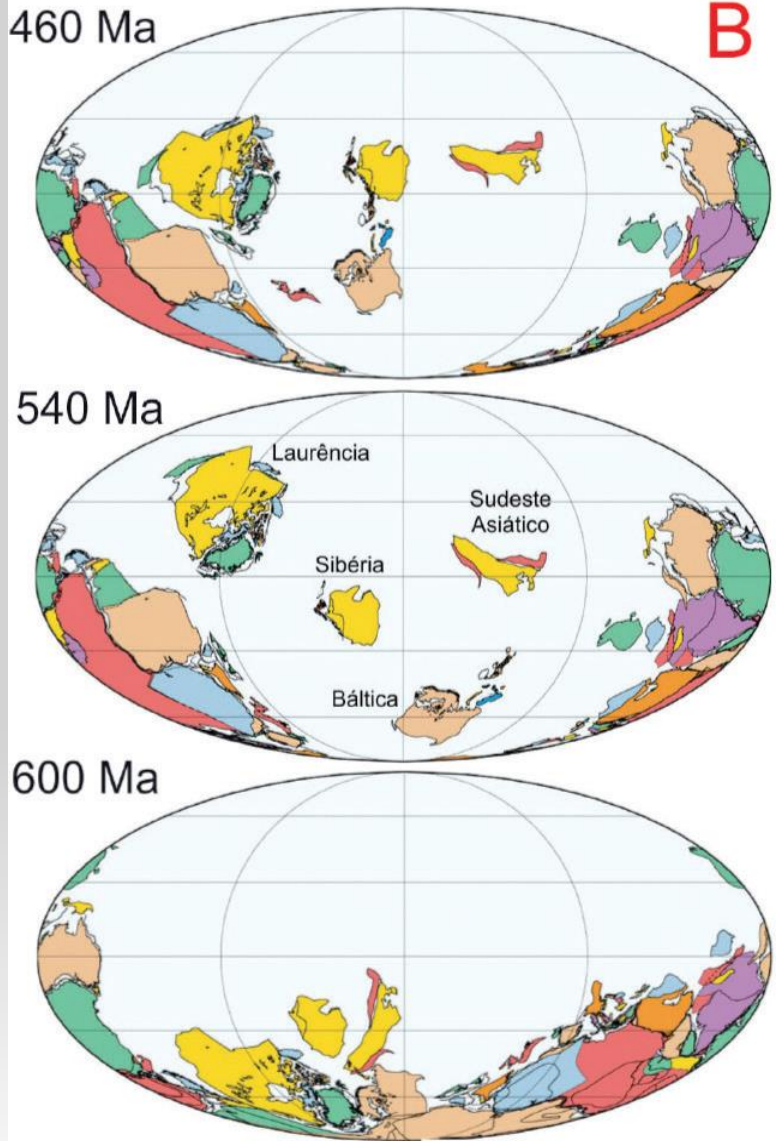 460 Ma
B
540 Ma
Laurência
Sudeste
Asiático
Sibéria
Báltica
600 Ma